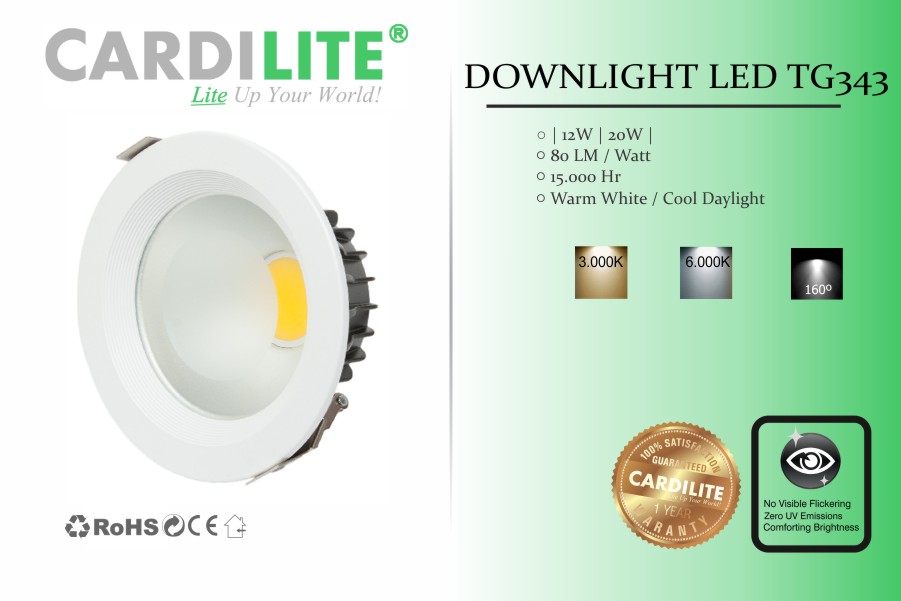 CARDILITE®
Lite Up Your World!
DOWNLIGHT LED TG343
| 12W | 20W |
80 LM / Watt
15.000 Hr
Warm White / Cool Daylight
3.000K
6.000K
160º
100% SATISFACTION
GUARANTEED
CARDILITE
Up Your World!
1 YEAR
WARANTY
No Visible Flickering
Zero UV Emissions
Comforting Brightness
RoHS CE